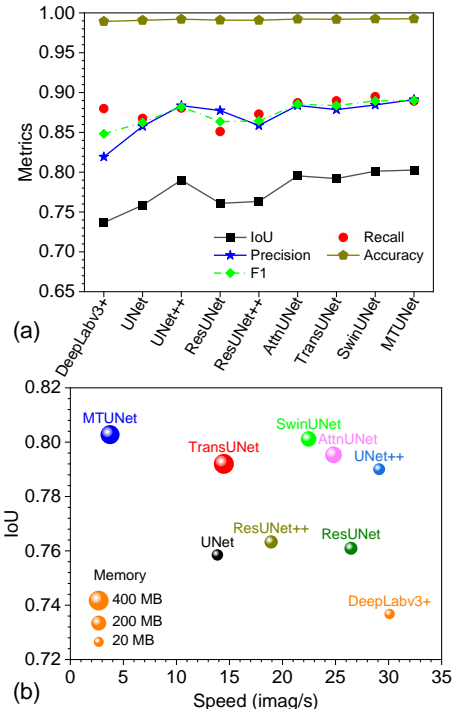 1.00
0.95
0.90
0.85
0.80
0.75
0.70
0.65
Metrics
IoU
Recall
Precision
Accuracy
F1
DeepLabv3+
UNet
UNet++
ResUNet
ResUNet++
AttnUNet
TransUNet
SwinUNet
MTUNet
(a)
0.82
0.80
0.78
0.76
0.74
0.72
IoU
MTUNet
SwinUNet
TransUNet
AttnUNet
UNet++
UNet
ResUNet++
ResUNet
DeepLabv3+
Memory
400 MB
200 MB
20 MB
0 5 10 15 20 25 30 35
Speed (imag/s)
(b)